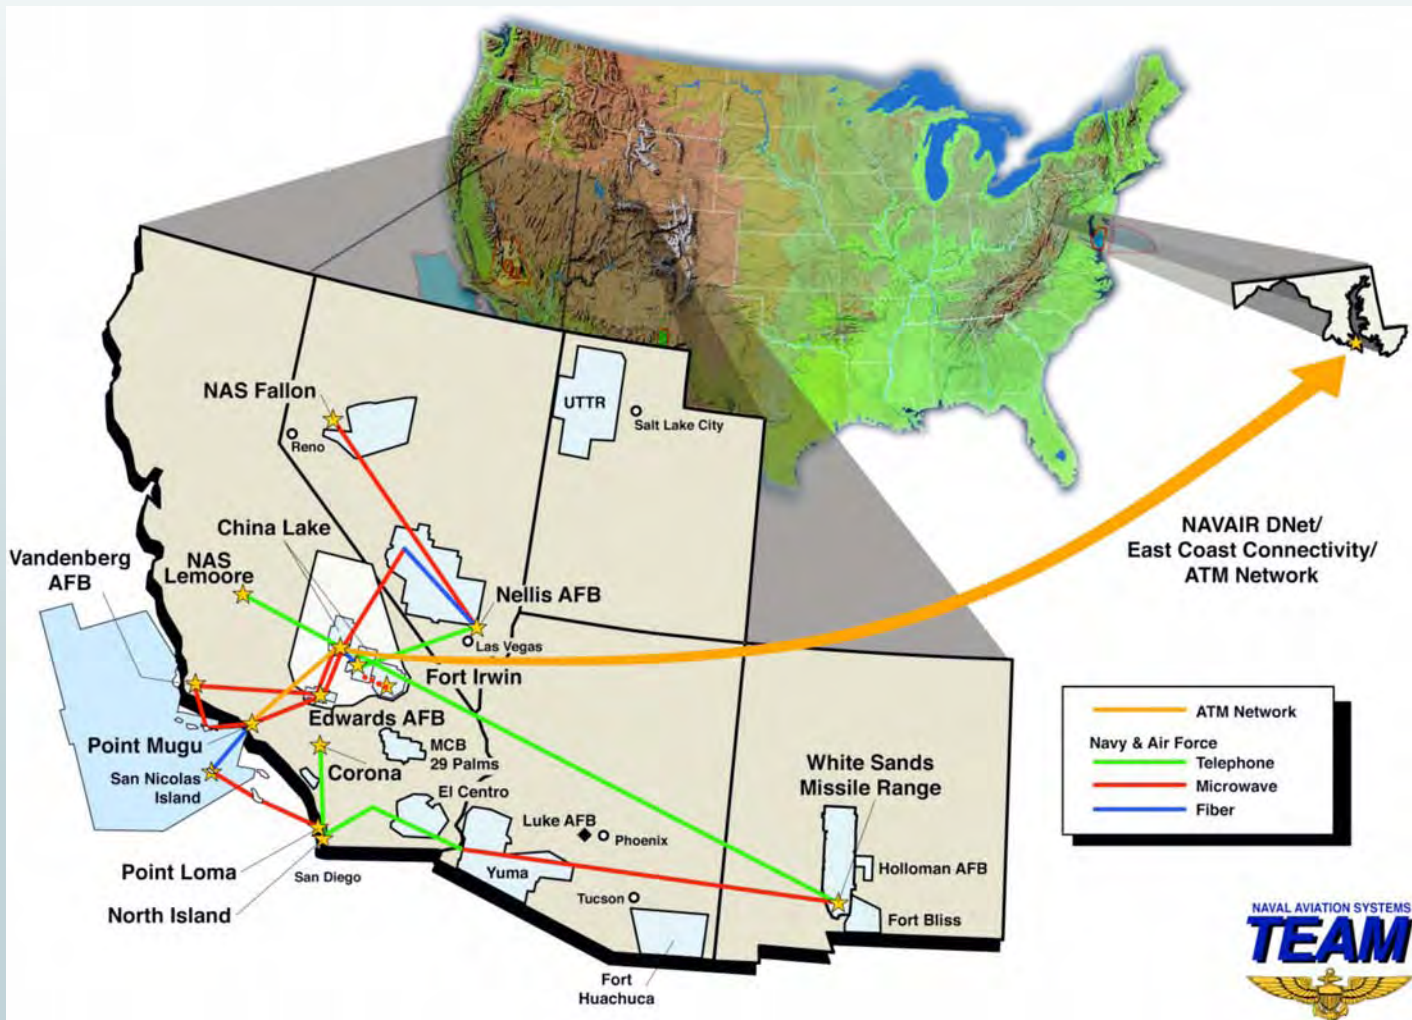 NAS Fallon
Reno
UTTR
Salt Lake City
China Lake
Vandenberg
AFB
NAS
Lemoore
Nellis AFB
Las Vegas
Fort Irwin
Edwards AFB
Point Mugu
San Nicolas
Island
Corona
MCB
29 Palms
El Centro
Luke AFB
Phoenix
White Sands
Missile Range
Point Loma
San Diego
North Island
Yuma
Tucson
Holloman AFB
Fort Bliss
Fort
Huachuca
NAVAIR DNet/
East Coast Connectivity/
ATM Network
ATM Network
Navy & Air Force
Telephone
Microwave
Fiber
NAVAL AVIATION SYSTEMS
TEAM